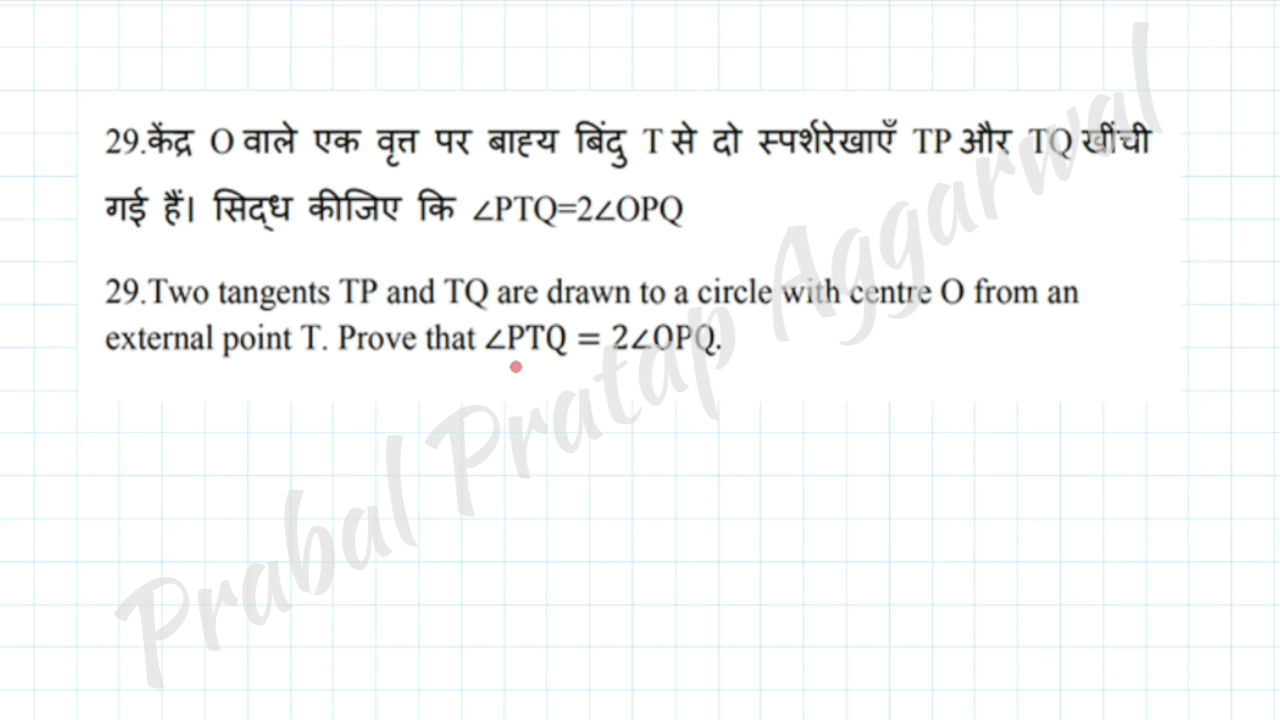 29.केंद्र O वाले एक वृत्त पर बाह्य बिंदु T से दो स्पर्शरेखाएँ TP और TQ खींची
गई हैं। सिद्ध कीजिए कि ∠PTQ=2∠OPQ
29.Two tangents TP and TQ are drawn to a circle with centre O from an
external point T. Prove that ∠PTQ = 2∠OPQ.
Prabal Pratap Aggarwal